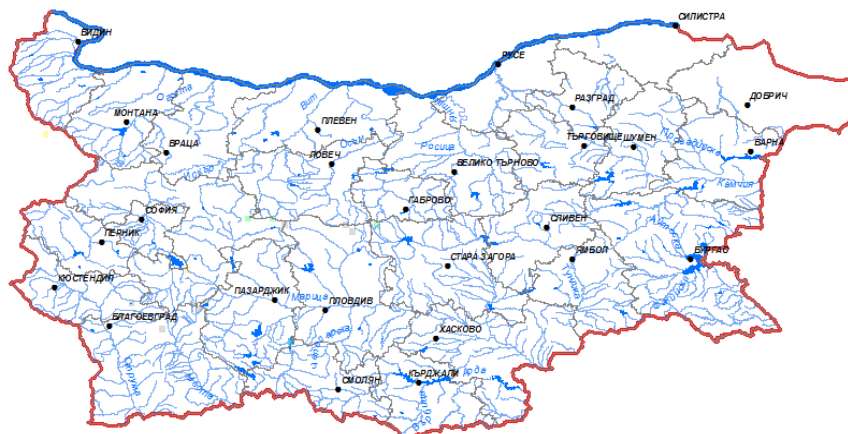 СИЛИСТРА
ВИДИН
РУСЕ
Огоста
Вит
РАЗГРАД
ДОБРИЧ
МОНТАНА
ПЛЕВЕН
ВРАЦА
Осъм
Росица
ТЪРГОВИЩЕ
ШУМЕН
ВАРНА
ЛОВЕЧ
ВЕЛИКО ТЪРНОВО
Искър
Камчия
ГАБРОВО
СОФИЯ
СЛИВЕН
ПЕРНИК
СТАРА ЗАГОРА
ЯМБОЛ
БУРГАС
КЮСТЕНДИЛ
Тунджа
ПАЗАРДЖИК
Марица
ПЛОВДИВ
БЛАГОЕВГРАД
ХАСКОВО
Струма
Места
СМОЛЯН
КЪРДЖАЛИ